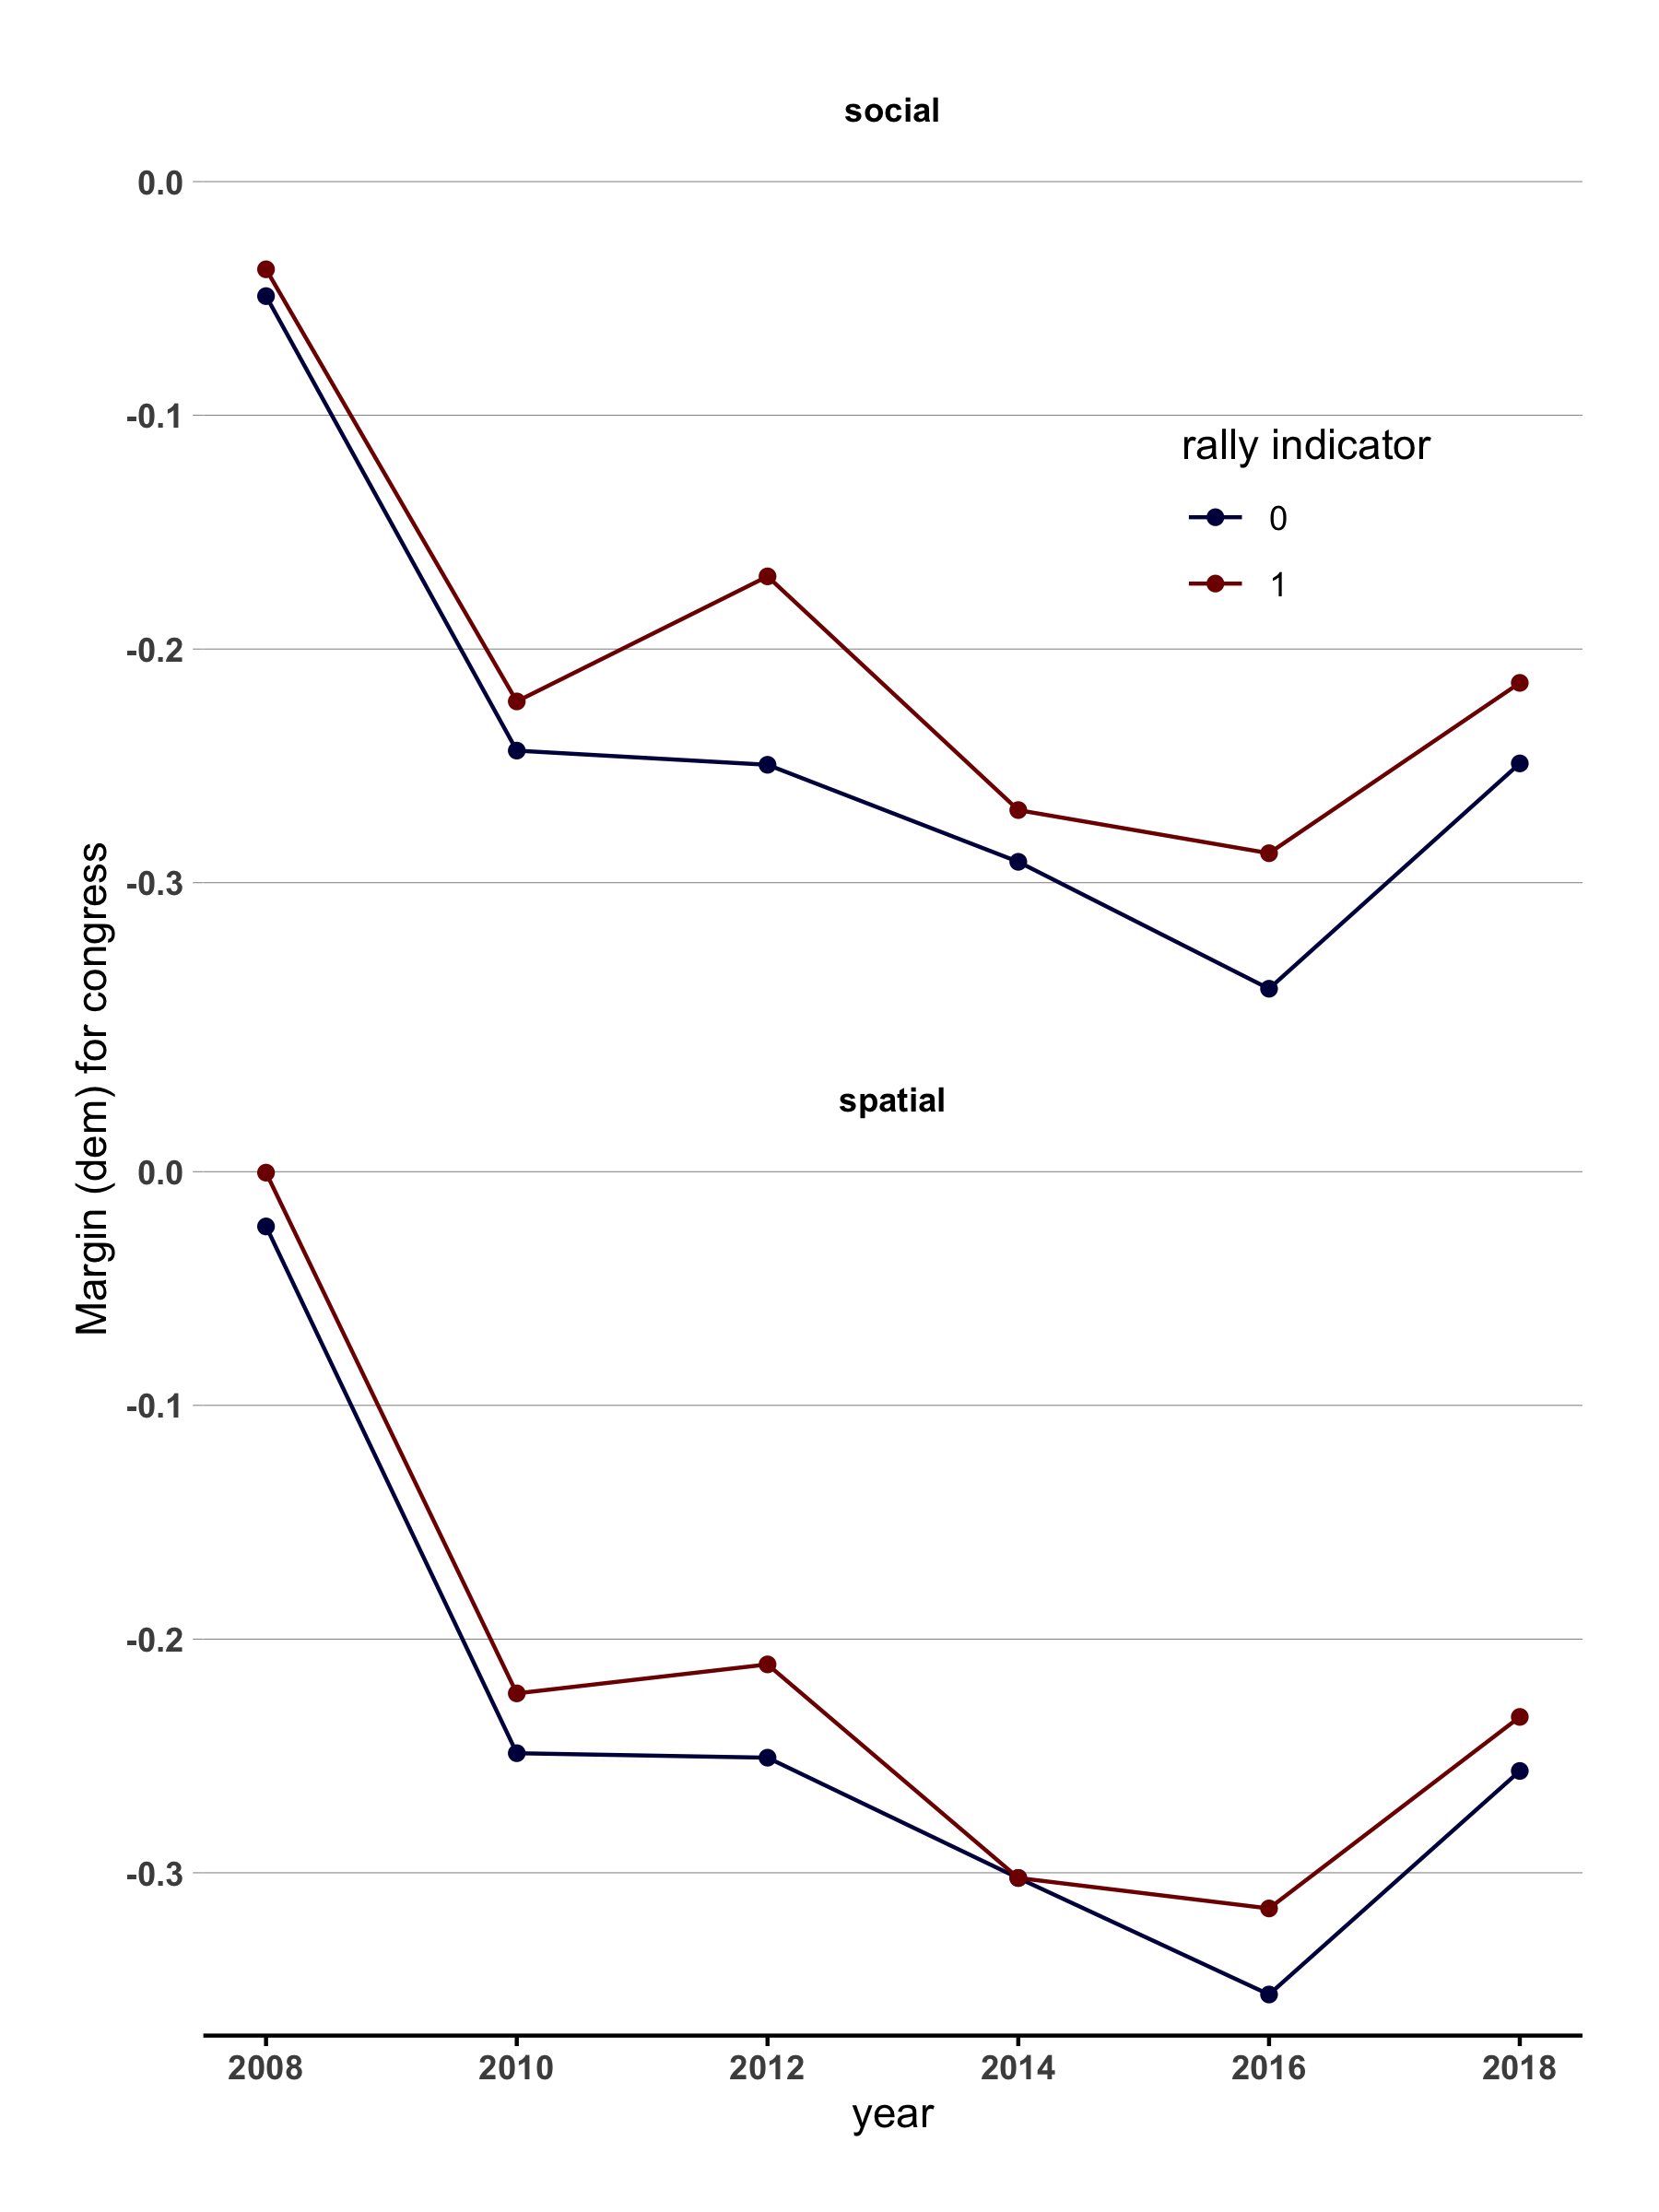 social
0.0
-0.1
-0.2
-0.3
rally indicator
0
1
Margin (dem) for congress
spatial
0.0
-0.1
-0.2
-0.3
2008 2010 2012 2014 2016 2018
year